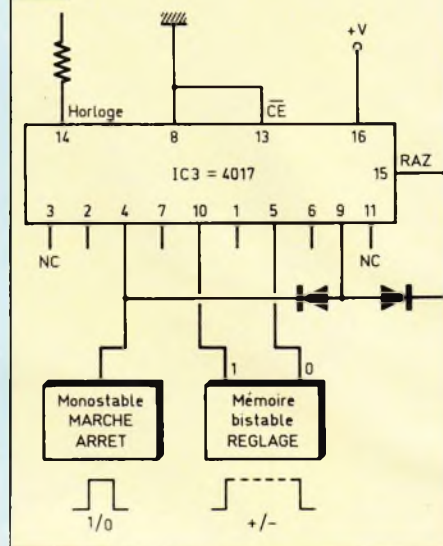 +V
Horloge
CE
14 8 13 16
IC3 = 4017
15 RAZ
3 2 4 7 10 1 5 6 9 11
NC NC
1 0
Monostable
MARCHE
ARRET
Mémoire
bistable
REGLAGE
1/0
+/-